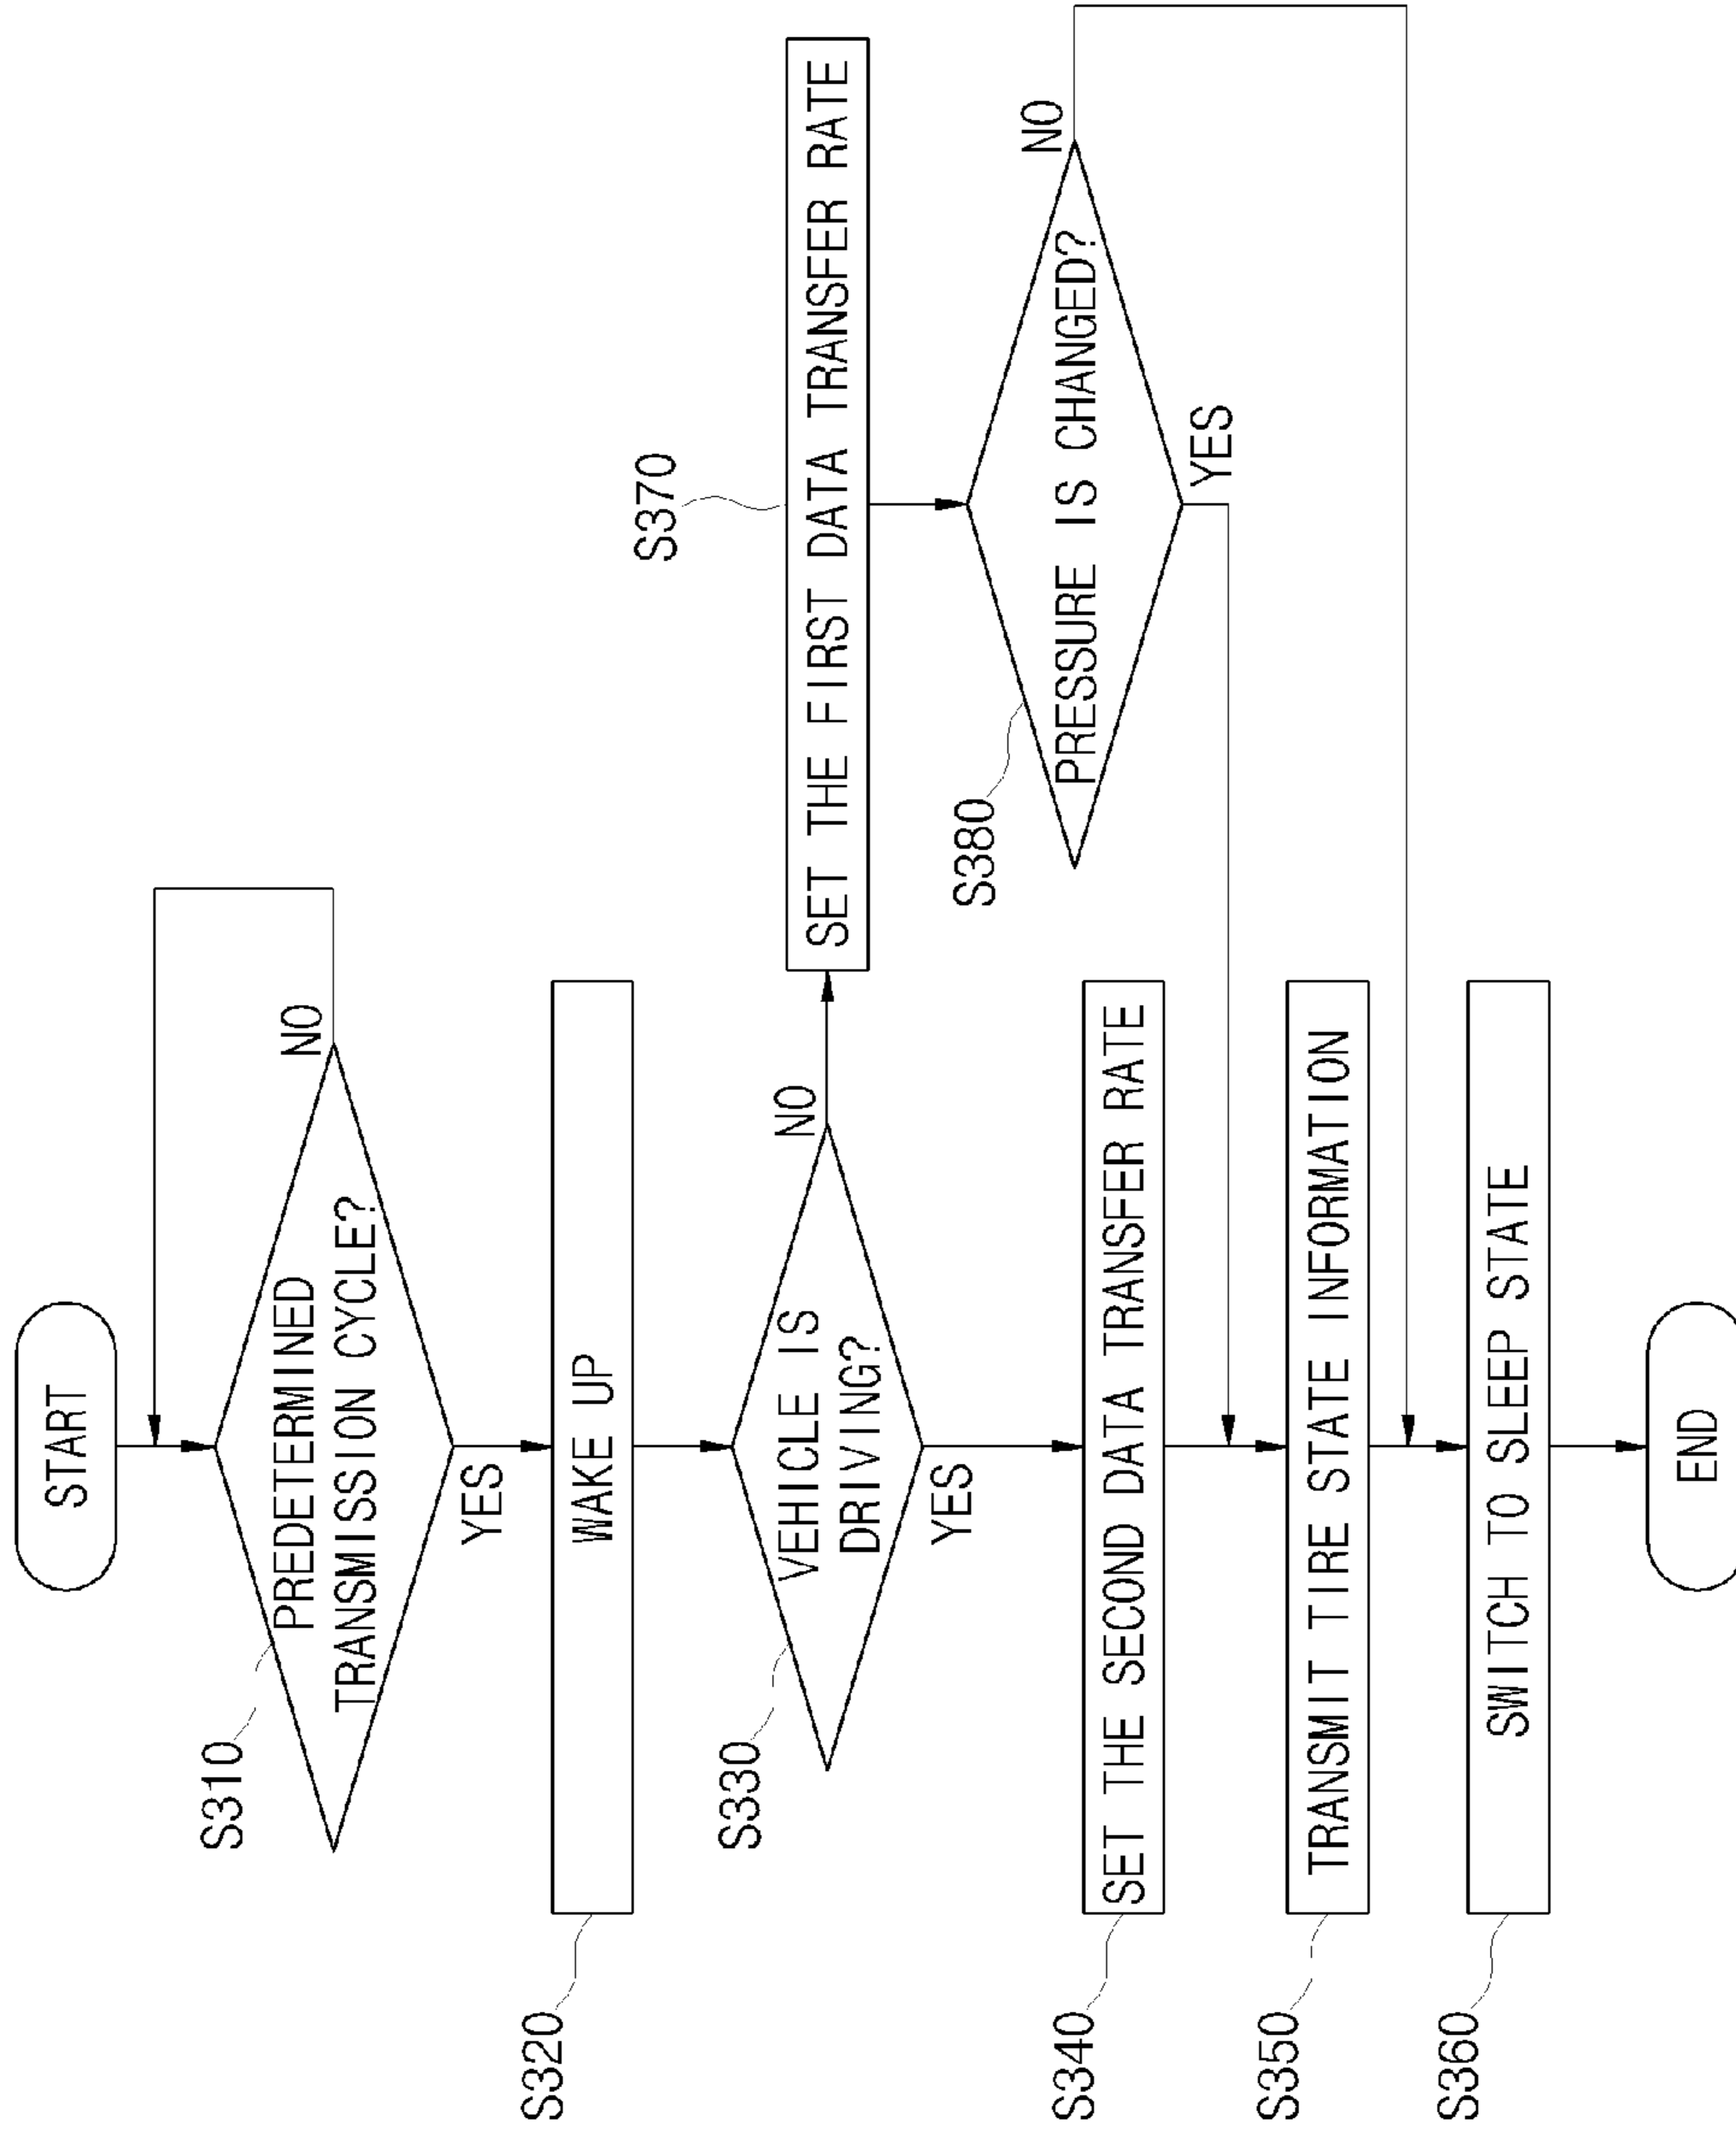 START
S310
PREDETERMINED
TRANSMISSION CYCLE?
NO
YES
S320
WAKE UP
S330
VEHICLE IS
DRIVING?
NO
YES
S370
SET THE FIRST DATA TRANSFER RATE
S380
PRESSURE IS CHANGED?
NO
YES
S340
SET THE SECOND DATA TRANSFER RATE
S350
TRANSMIT TIRE STATE INFORMATION
S360
SWITCH TO SLEEP STATE
END